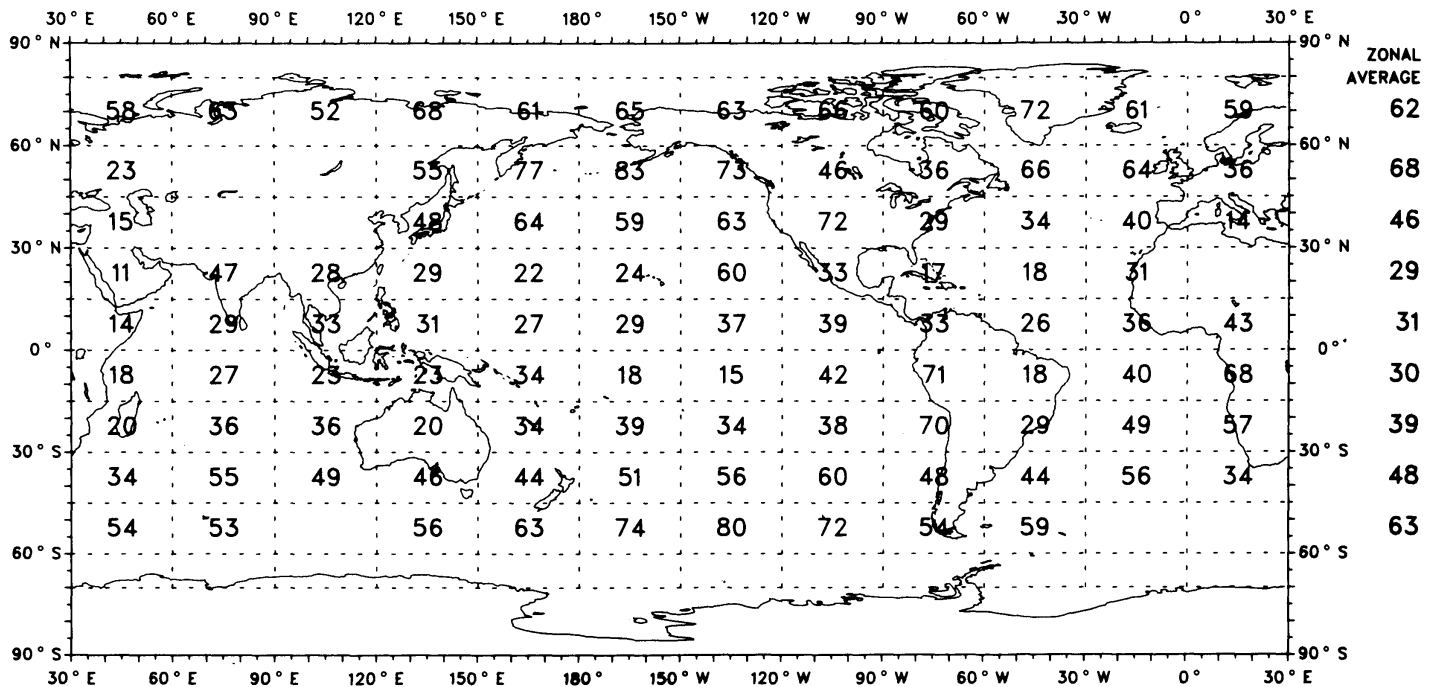 30° E 60° E 90° E 120° E 150° E 180° 150° W 120° W 90° W 60° W 30° W 0° 30° E
90° N 90° N
ZONAL
AVERAGE
58 63 52 68 61 65 63 66 60 72 61 59 62
60° N 60° N
23 55 77 83 73 46 36 66 64 36 68
15 48 64 59 63 72 29 34 40 14 46
30° N 30° N
11 47 28 29 22 24 60 33 17 18 31 29
14 29 33 31 27 29 37 39 33 26 36 43 31
0° 0°
18 27 23 23 34 18 15 42 71 18 40 68 30
20 36 36 20 34 39 34 38 70 29 49 57 39
30° S 30° S
34 55 49 46 44 51 56 60 48 44 56 34 48
54 53 56 63 74 80 72 54 59 63
60° S 60° S
90° S 90° S
30° E 60° E 90° E 120° E 150° E 180° 150° W 120° W 90° W 60° W 30° W 0° 30° E